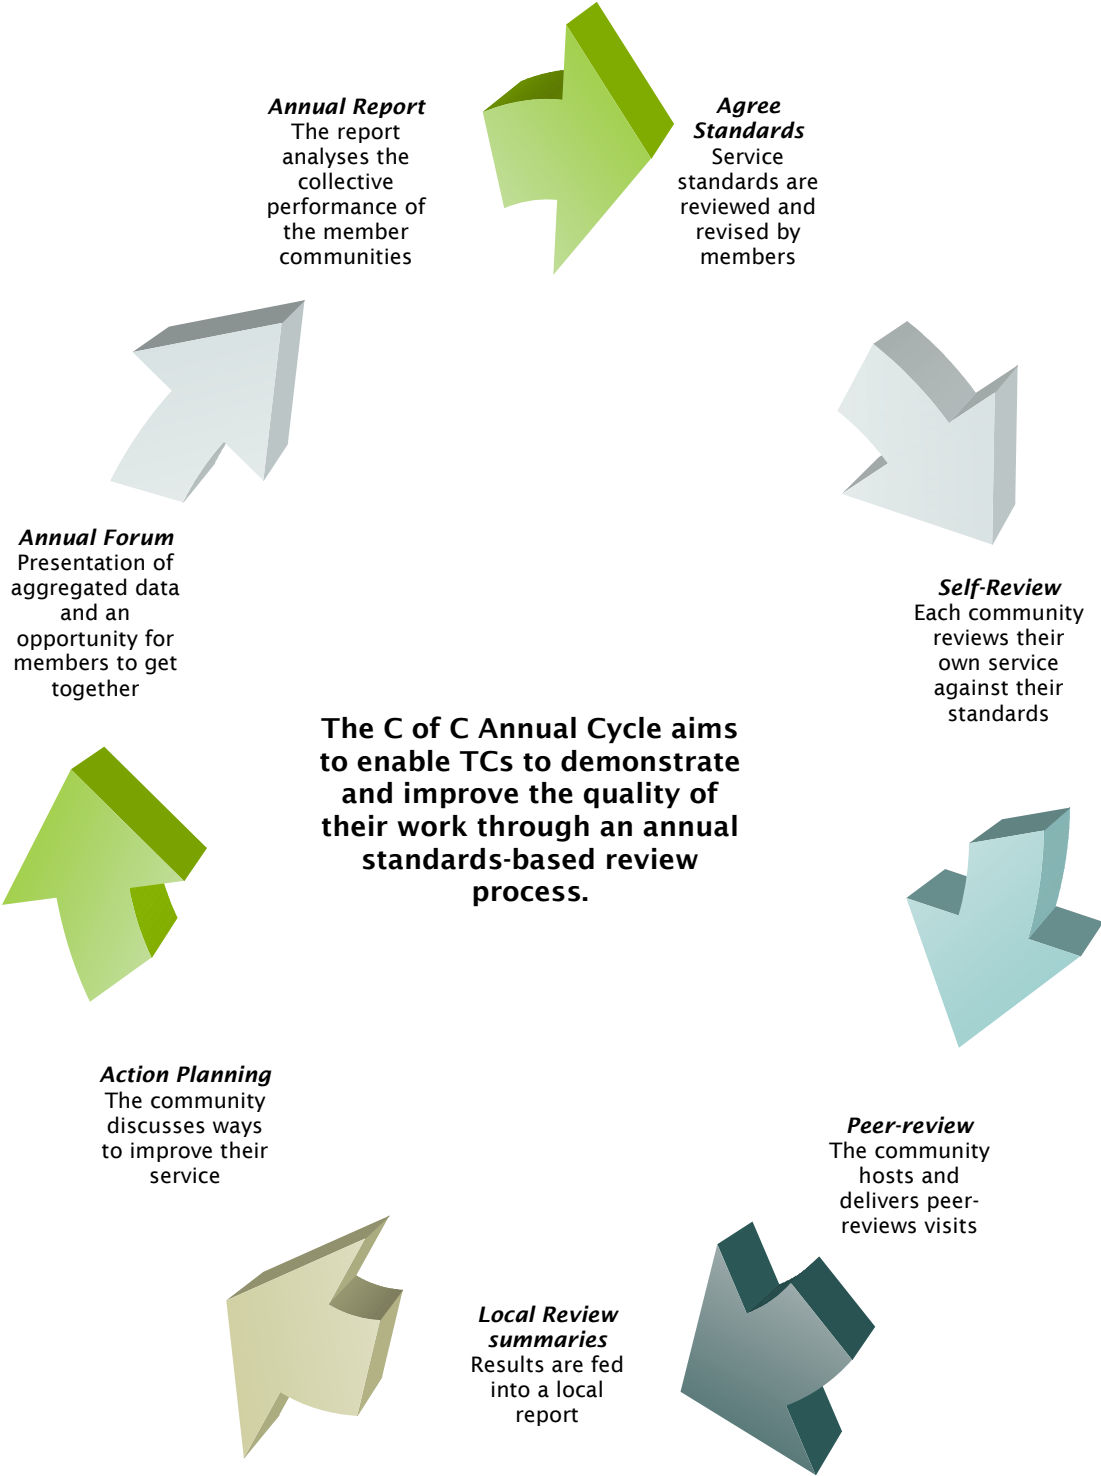 Annual Report
The report
analyses the
collective
performance of
the member
communities
Agree
Standards
Service
standards are
reviewed and
revised by
members
Self-Review
Each community
reviews their
own service
against their
standards
Peer-review
The community
hosts and
delivers peer-
reviews visits
Local Review
summaries
Results are fed
into a local
report
Action Planning
The community
discusses ways
to improve their
service
Annual Forum
Presentation of
aggregated data
and an
opportunity for
members to get
together
The C of C Annual Cycle aims
to enable TCs to demonstrate
and improve the quality of
their work through an annual
standards-based review
process.